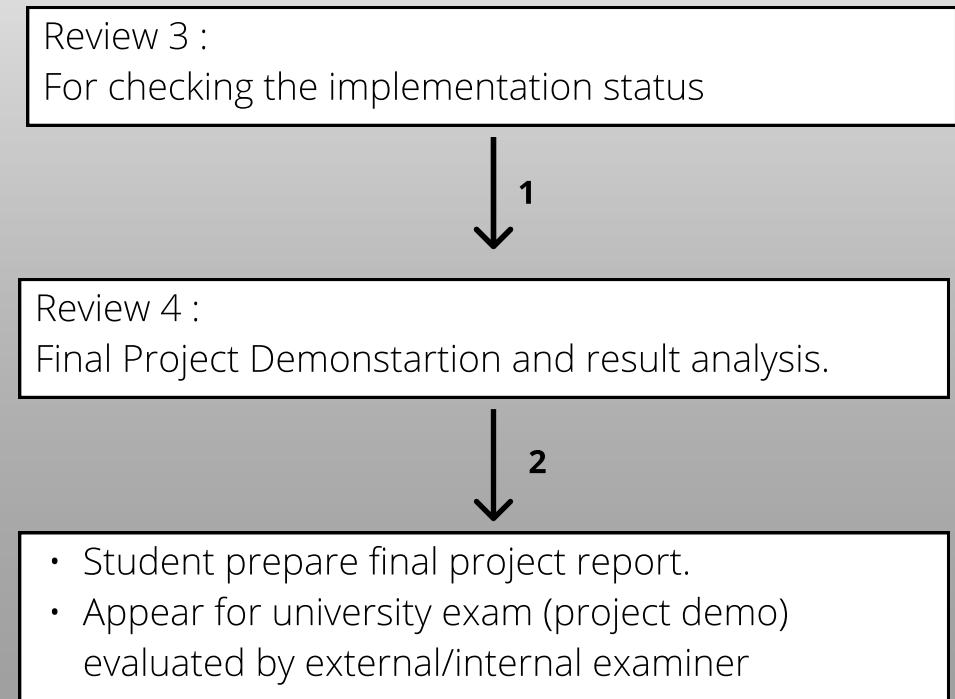 Review 3 :
For checking the implementation status
1
Review 4 :
Final Project Demonstartion and result analysis.
2
• Student prepare final project report.
• Appear for university exam (project demo)
evaluated by external/internal examiner